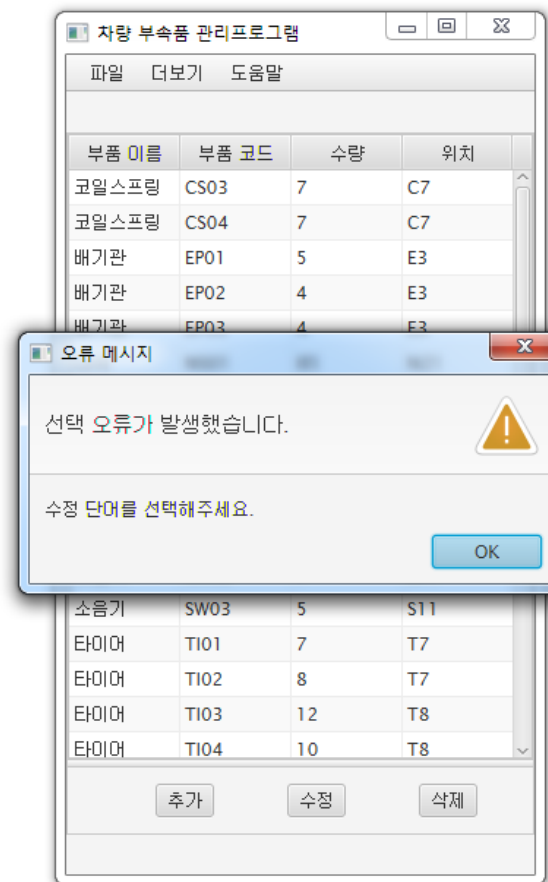 차량 부속품 관리프로그램
파일 더보기 도움말
부품 이름 부품 코드 수량 위치
코일스프링 CS03 7 C7
코일스프링 CS04 7 C7
배기관 EP01 5 E3
배기관 EP02 4 E3
배기관 EP03 4 E3
오류 메시지
선택 오류가 발생했습니다.
수정 단어를 선택해주세요.
OK
소음기 SW03 5 S11
타이어 TI01 7 T7
타이어 TI02 8 T7
타이어 TI03 12 T8
타이어 TI04 10 T8
추가 수정 삭제